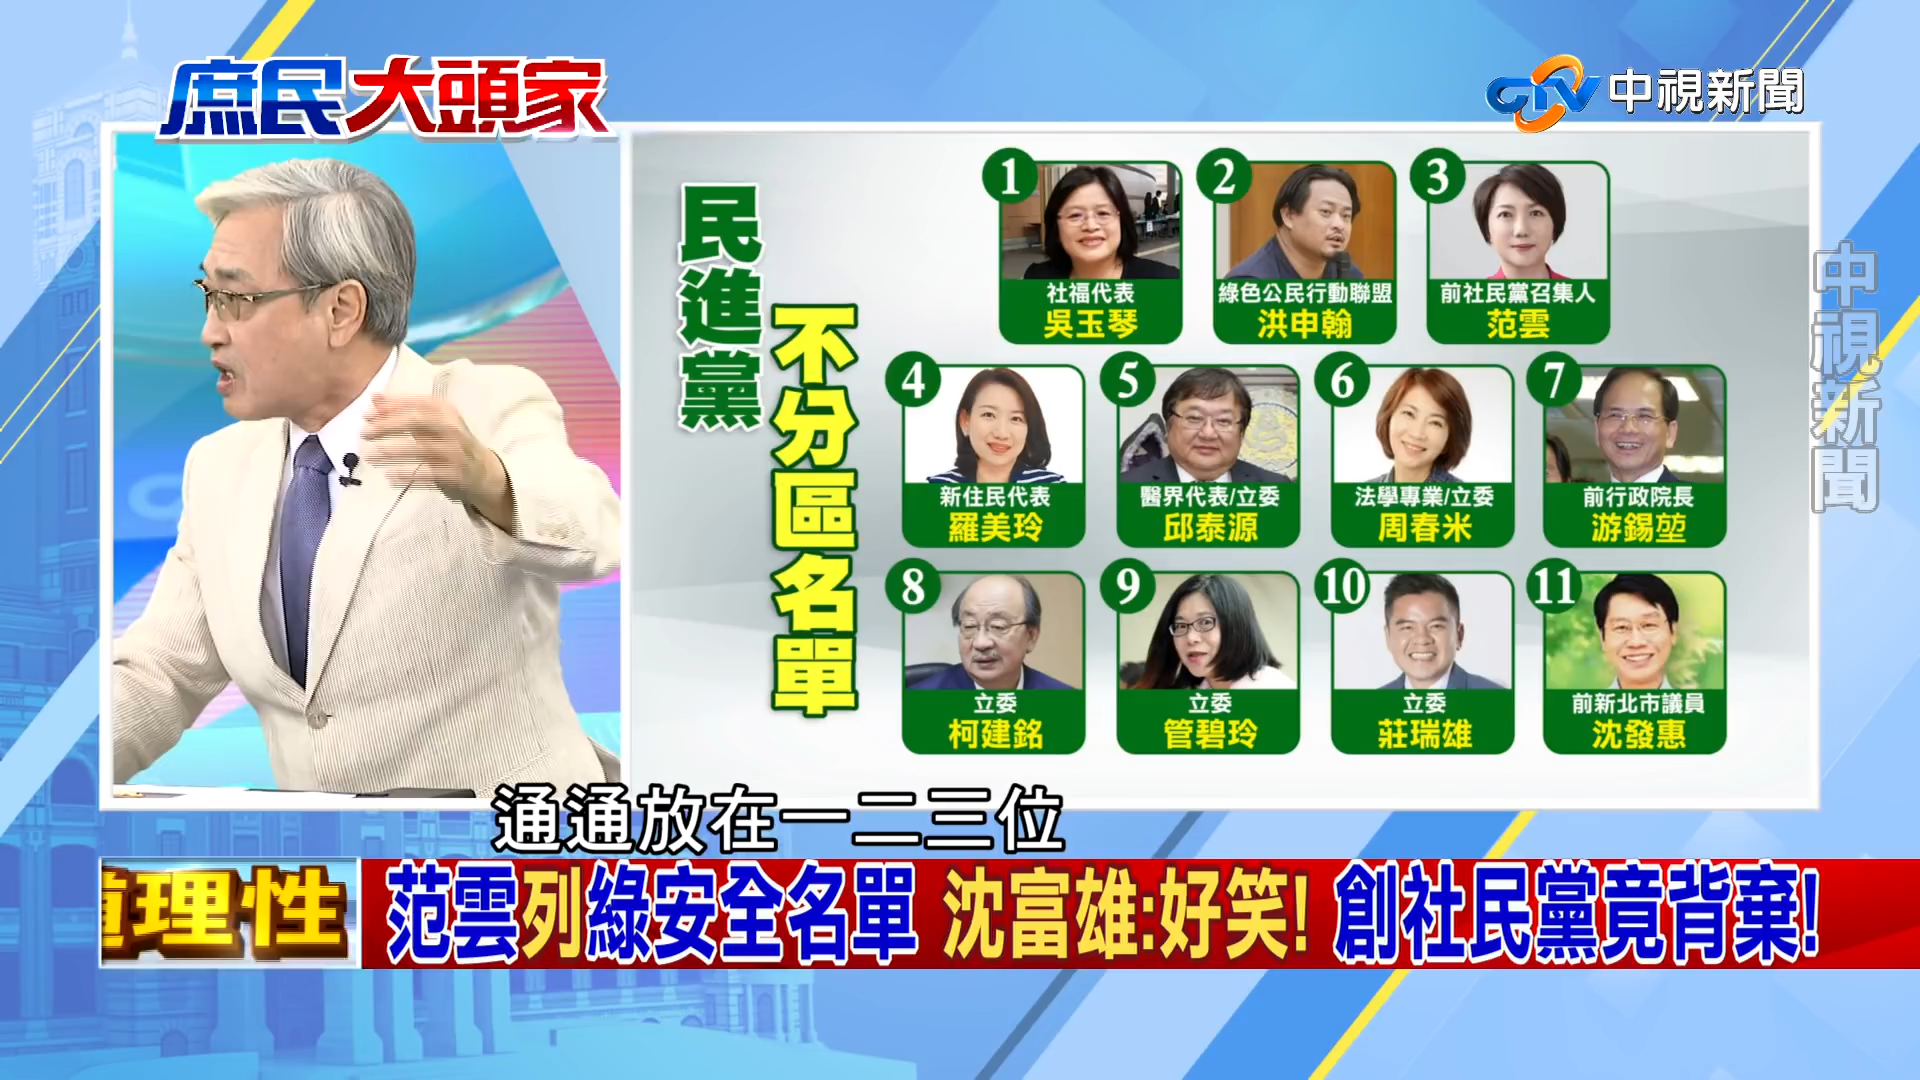 庶民大頭家
CTV 中視新聞
中視新聞
民進黨
不分區名單
1
社福代表
吳玉琴
2
綠色公民行動聯盟
洪申翰
3
前社民黨召集人
范雲
4
新住民代表
羅美玲
5
醫界代表/立委
邱泰源
6
法學專業/立委
周春米
7
前行政院長
游錫堃
8
立委
柯建銘
9
立委
管碧玲
10
立委
莊瑞雄
11
前新北市議員
沈發惠
通通放在一二三位
理性
范雲列綠安全名單 沈富雄:好笑! 創社民黨竟背棄!